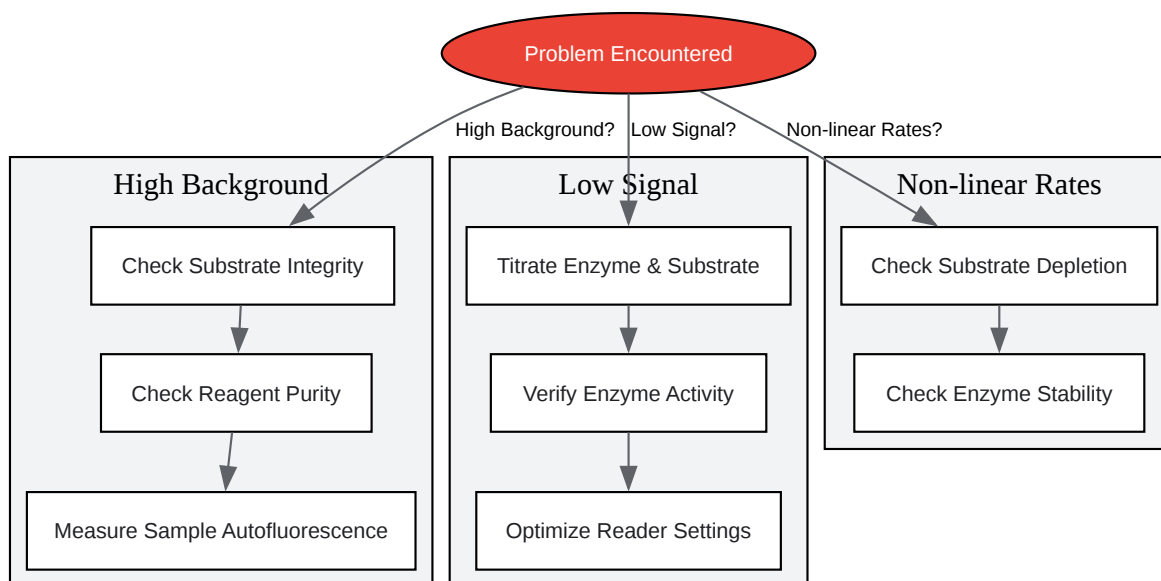 Problem Encountered
High Background?
Low Signal?
Non-linear Rates?
High Background
Check Substrate Integrity
Check Reagent Purity
Measure Sample Autofluorescence
Low Signal
Titrate Enzyme & Substrate
Verify Enzyme Activity
Optimize Reader Settings
Non-linear Rates
Check Substrate Depletion
Check Enzyme Stability